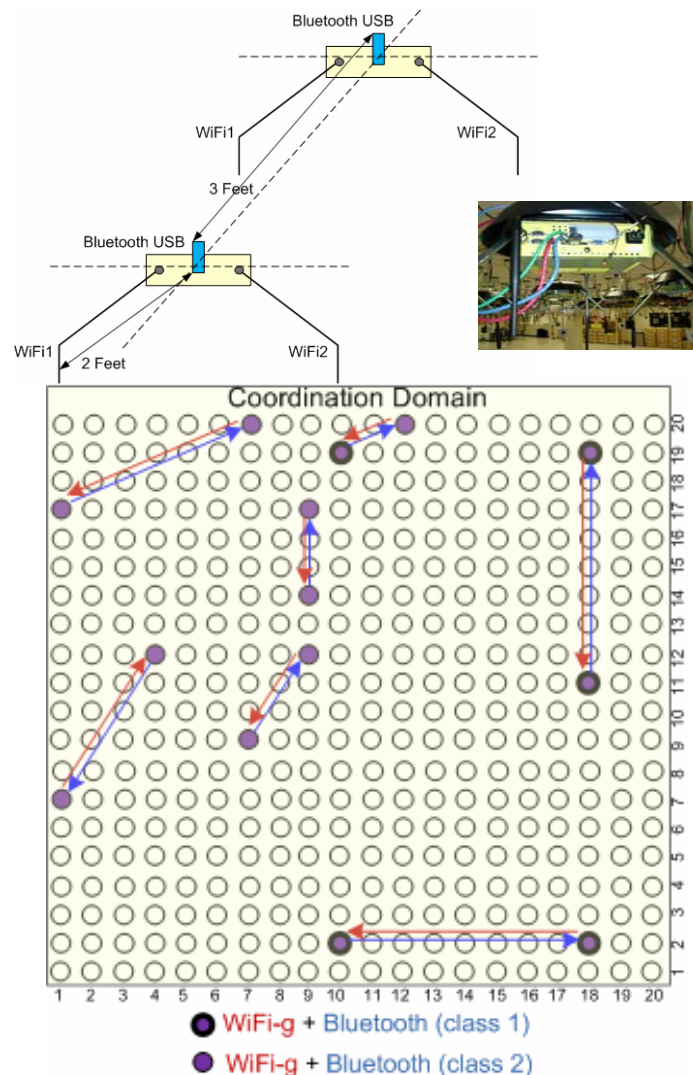 Bluetooth USB
WiFi1
WiFi2
3 Feet
Bluetooth USB
WiFi1
WiFi2
2 Feet
Coordination Domain
20
19
18
17
16
15
14
13
12
11
10
9
8
7
6
5
4
3
2
1
1 2 3 4 5 6 7 8 9 10 11 12 13 14 15 16 17 18 19 20
WiFi-g + Bluetooth (class 1)
WiFi-g + Bluetooth (class 2)